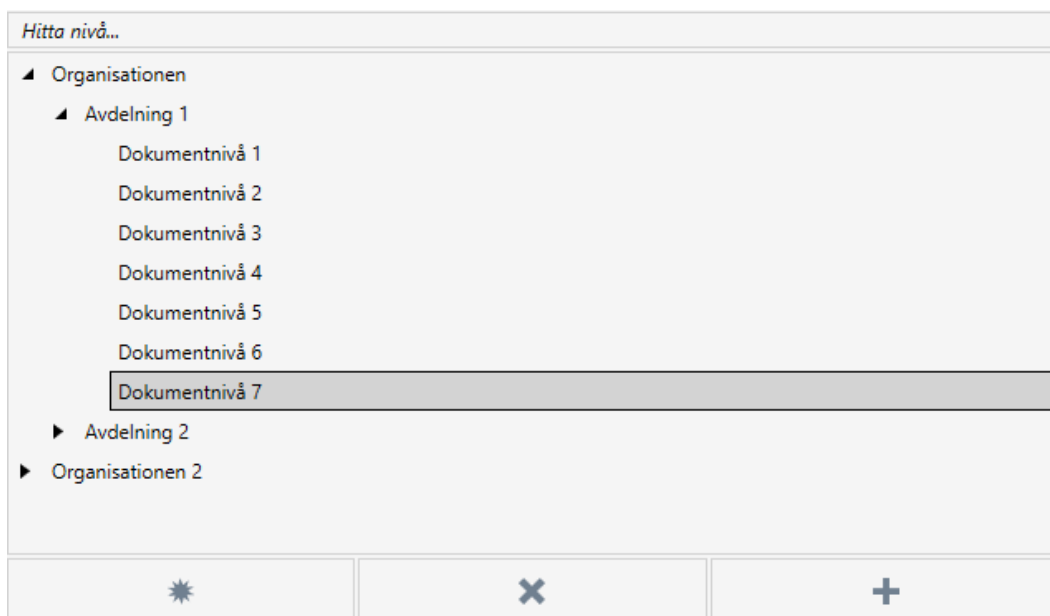 Hitta nivå...
Organisationen
Avdelning 1
Dokumentnivå 1
Dokumentnivå 2
Dokumentnivå 3
Dokumentnivå 4
Dokumentnivå 5
Dokumentnivå 6
Dokumentnivå 7
Avdelning 2
Organisationen 2